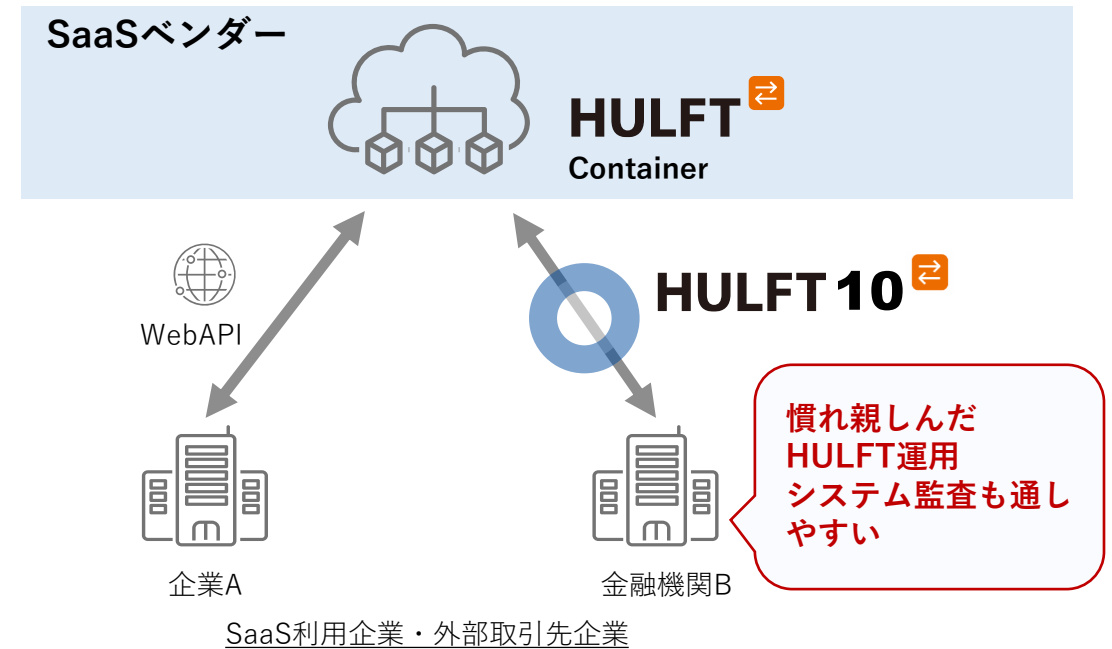 SaaSベンダー
HULFT
Container
WebAPI
HULFT10
慣れ親しんだ
HULFT運用
システム監査も通し
やすい
企業A
金融機関B
SaaS利用企業・外部取引先企業